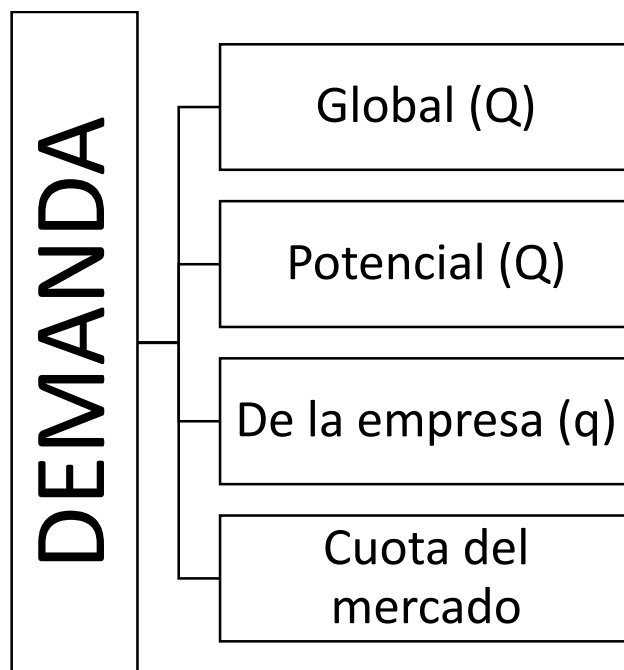 DEMANDA
Global (Q)
Potencial (Q)
De la empresa (q)
Cuota del
mercado